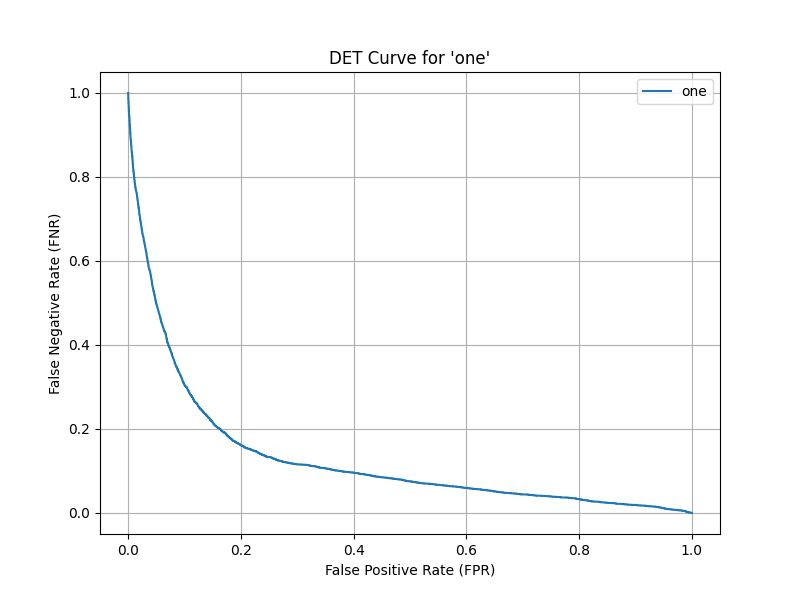 DET Curve for 'one'
one
1.0
0.8
0.6
0.4
0.2
0.0
False Negative Rate (FNR)
0.0 0.2 0.4 0.6 0.8 1.0
False Positive Rate (FPR)